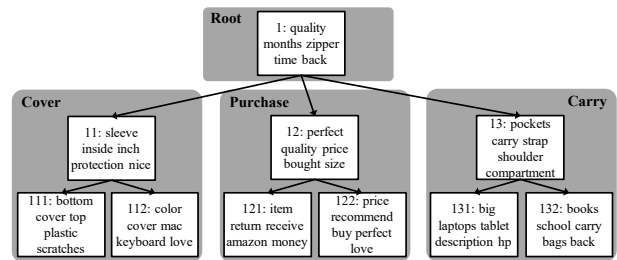 Root
1: quality
months zipper
time back
Cover
Purchase
Carry
11: sleeve
inside inch
protection nice
12: perfect
quality price
bought size
13: pockets
carry strap
shoulder
compartment
111: bottom
cover top
plastic
scratches
112: color
cover mac
keyboard love
121: item
return receive
amazon money
122: price
recommend
buy perfect
love
131: big
laptops tablet
description hp
132: books
school carry
bags back